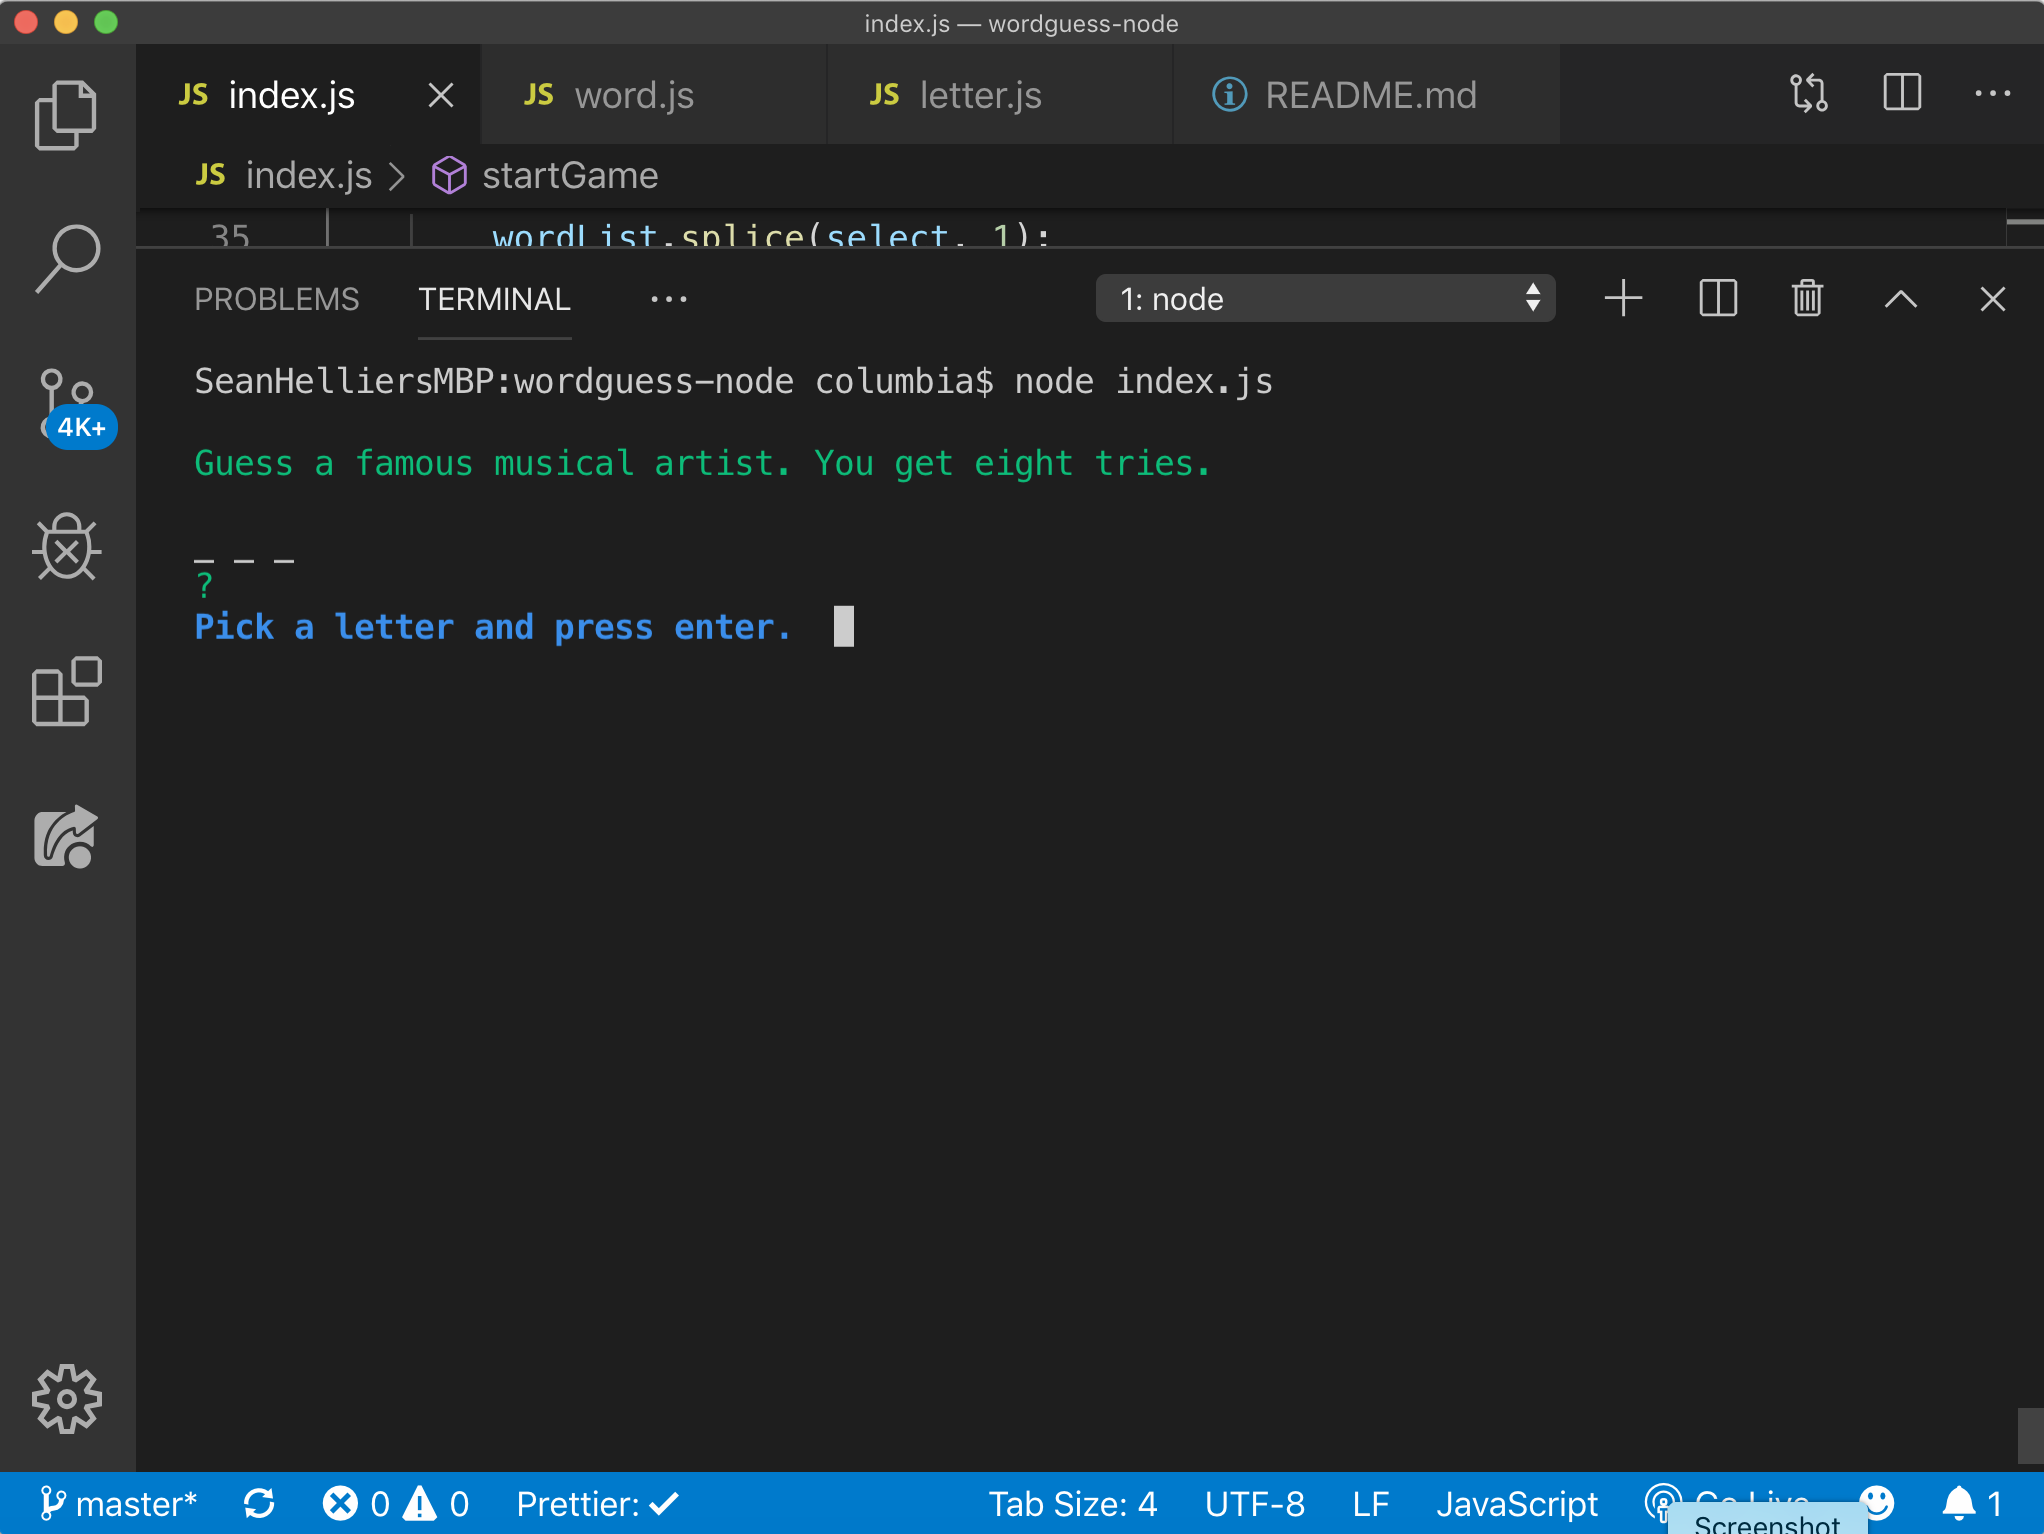 index.js — wordguess-node
JS index.js
JS word.js
JS letter.js
README.md
JS index.js > startGame
35 wordList.splice(select, 1);
PROBLEMS TERMINAL ··· 1: node
SeanHelliersMBP:wordguess-node columbia$ node index.js
Guess a famous musical artist. You get eight tries.
_ _ _
?
Pick a letter and press enter.
4K+
master* 0 0 Prettier: ✓ Tab Size: 4 UTF-8 LF JavaScript Go Live 1
Screenshot